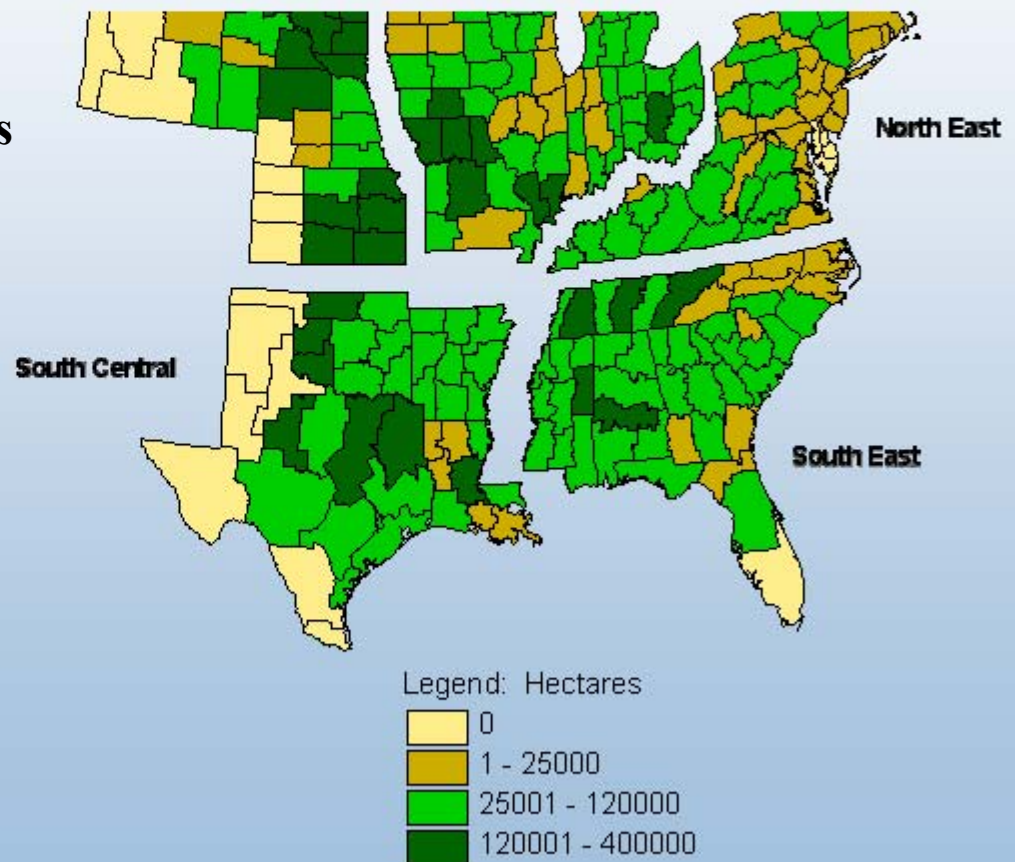 s
North East
South Central
South East
Legend: Hectares
0
1 - 25000
25001 - 120000
120001 - 400000